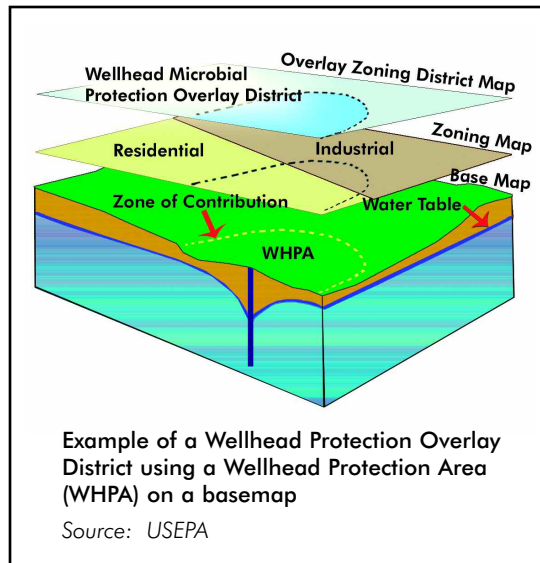 Overlay Zoning District Map
Wellhead Microbial
Protection Overlay District
Zoning Map
Residential
Industrial
Base Map
Zone of Contribution
Water Table
WHPA
Example of a Wellhead Protection Overlay
District using a Wellhead Protection Area
(WHPA) on a basemap
Source: USEPA